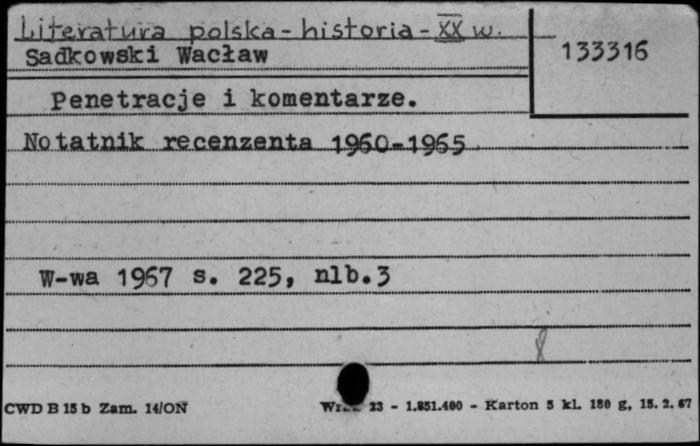 Literatura polska - historia - XX w.
Sadkowski Wacław
133316
Penetracje i komentarze.
Notatnik recenzenta 1960-1965
W-wa 1967 s. 225, nlb.3
CWD B 15 b Zam. 14/ON
23 - 1.851.400 - Karton 5 kl. 180 g, 15. 2. 67